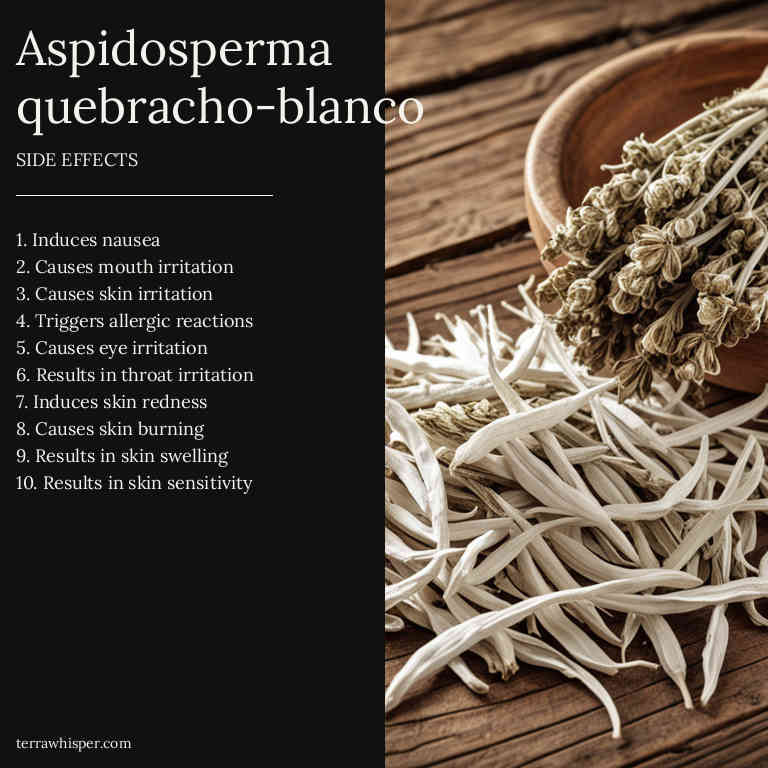 Aspidosperma
quebracho-blanco
SIDE EFFECTS
1. Induces nausea
2. Causes mouth irritation
3. Causes skin irritation
4. Triggers allergic reactions
5. Causes eye irritation
6. Results in throat irritation
7. Induces skin redness
8. Causes skin burning
9. Results in skin swelling
10. Results in skin sensitivity
terrawhisper.com